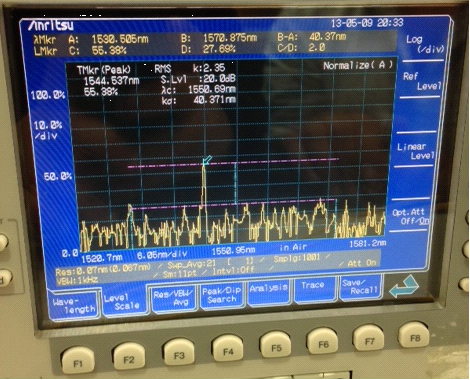 Anritsu 13-05-09 20:33
λMkr A: 1530.505nm B: 1570.875nm B-A: 40.37nm
LMkr C: 55.38% D: 27.69% C/D: 2.0
Log (/div)
Normalize(A)
TMkr(Peak) RMS k:2.35
1544.537nm S.Lvl :20.0dB
55.38% λc: 1550.69nm
kσ: 40.371nm
Ref Level
100.0%
10.0% /div
Linear Level
50.0%
Opt.Att Off/On
0.0
1520.7nm 6.05nm/div 1550.95nm in Air 1581.2nm
Res:0.07nm(0.067nm) Swp_Avg:2( [ 1] Smplg:1001 /
VBW:1kHz / Sm:11pt / Intvl:Off / / Att On
Wave-length
Level Scale
Res/VBW/Avg
Peak/Dip Search
Analysis
Trace
Save/Recall
F1 F2 F3 F4 F5 F6 F7 F8